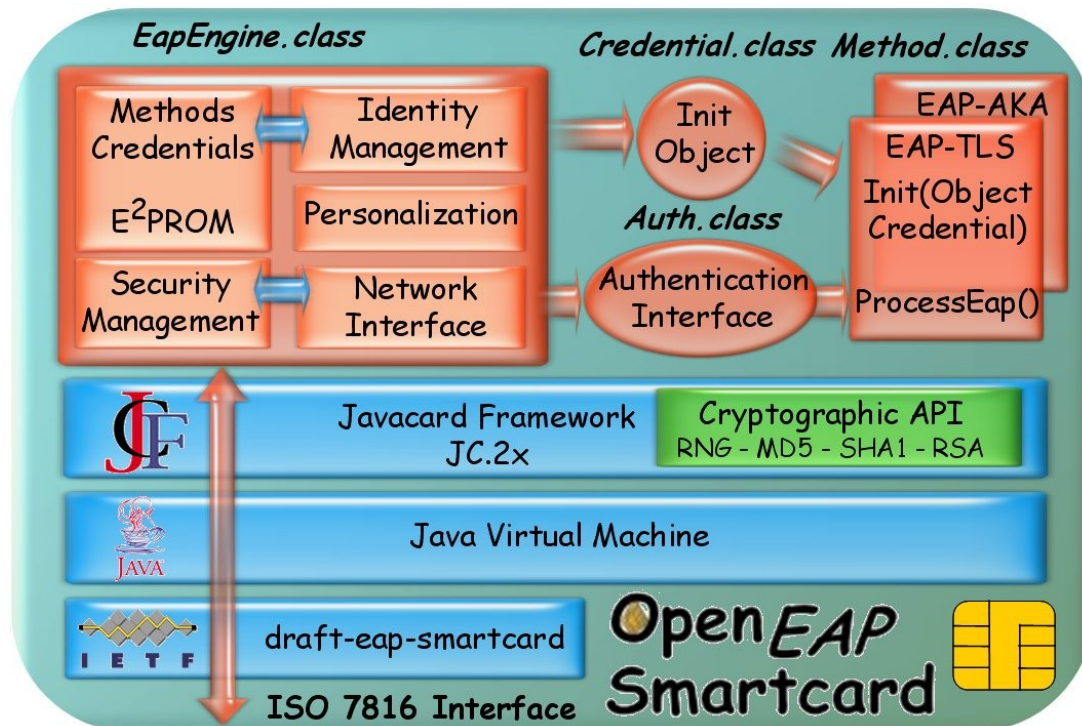 EapEngine.class
Credential.class
Method.class
Methods
Credentials
E²PROM
Identity
Management
Personalization
Security
Management
Network
Interface
Init
Object
Auth.class
Authentication
Interface
EAP-AKA
EAP-TLS
Init(Object
Credential)
ProcessEap()
JCF
Javacard Framework
JC.2x
Cryptographic API
RNG - MD5 - SHA1 - RSA
JAVA
Java Virtual Machine
IETF
draft-eap-smartcard
ISO 7816 Interface
OpenEAP
Smartcard